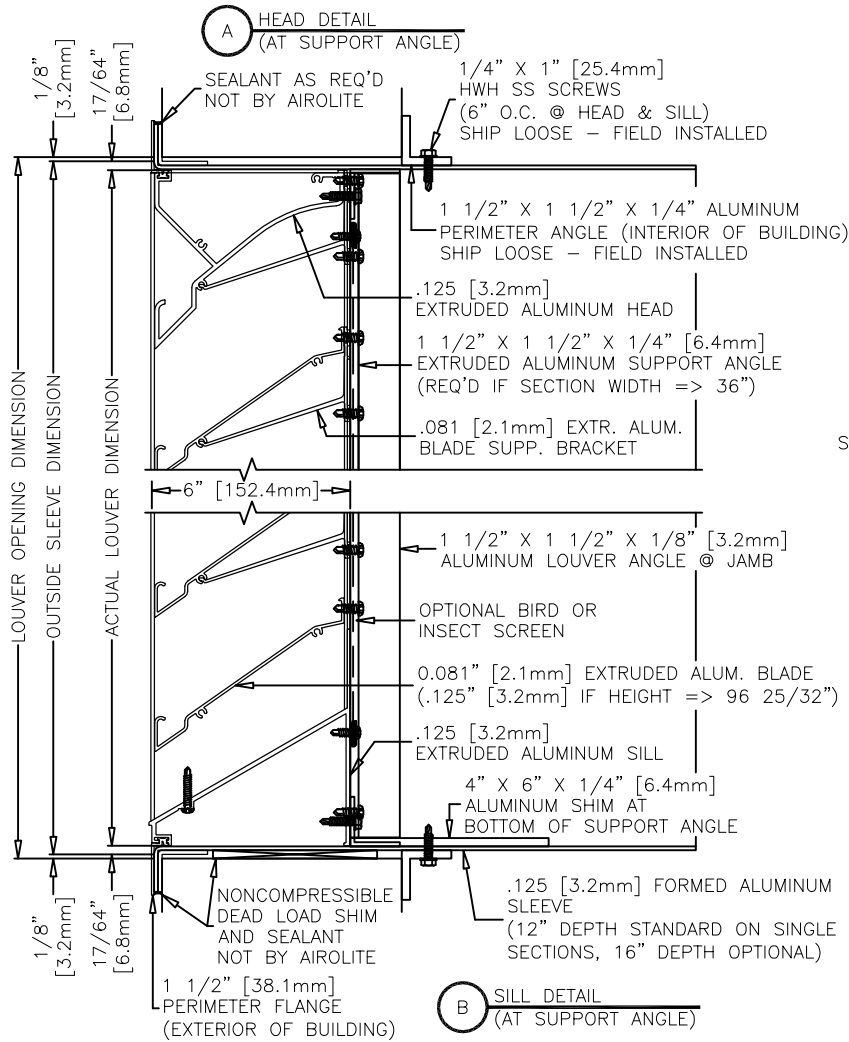 A
HEAD DETAIL
(AT SUPPORT ANGLE)
1/8"
[3.2mm]
17/64"
[6.8mm]
SEALANT AS REQ'D
NOT BY AIROLITE
1/4" X 1" [25.4mm]
HWH SS SCREWS
(6" O.C. @ HEAD & SILL)
SHIP LOOSE – FIELD INSTALLED
1 1/2" X 1 1/2" X 1/4" ALUMINUM
PERIMETER ANGLE (INTERIOR OF BUILDING)
SHIP LOOSE – FIELD INSTALLED
.125 [3.2mm]
EXTRUDED ALUMINUM HEAD
1 1/2" X 1 1/2" X 1/4" [6.4mm]
EXTRUDED ALUMINUM SUPPORT ANGLE
(REQ'D IF SECTION WIDTH => 36")
.081 [2.1mm] EXTR. ALUM.
BLADE SUPP. BRACKET
S
LOUVER OPENING DIMENSION
OUTSIDE SLEEVE DIMENSION
ACTUAL LOUVER DIMENSION
6" [152.4mm]
1 1/2" X 1 1/2" X 1/8" [3.2mm]
ALUMINUM LOUVER ANGLE @ JAMB
OPTIONAL BIRD OR
INSECT SCREEN
0.081" [2.1mm] EXTRUDED ALUM. BLADE
(.125" [3.2mm] IF HEIGHT => 96 25/32")
.125 [3.2mm]
EXTRUDED ALUMINUM SILL
4" X 6" X 1/4" [6.4mm]
ALUMINUM SHIM AT
BOTTOM OF SUPPORT ANGLE
.125 [3.2mm] FORMED ALUMINUM
SLEEVE
(12" DEPTH STANDARD ON SINGLE
SECTIONS, 16" DEPTH OPTIONAL)
1/8"
[3.2mm]
17/64"
[6.8mm]
NONCOMPRESSIBLE
DEAD LOAD SHIM
AND SEALANT
NOT BY AIROLITE
1 1/2" [38.1mm]
PERIMETER FLANGE
(EXTERIOR OF BUILDING)
B
SILL DETAIL
(AT SUPPORT ANGLE)